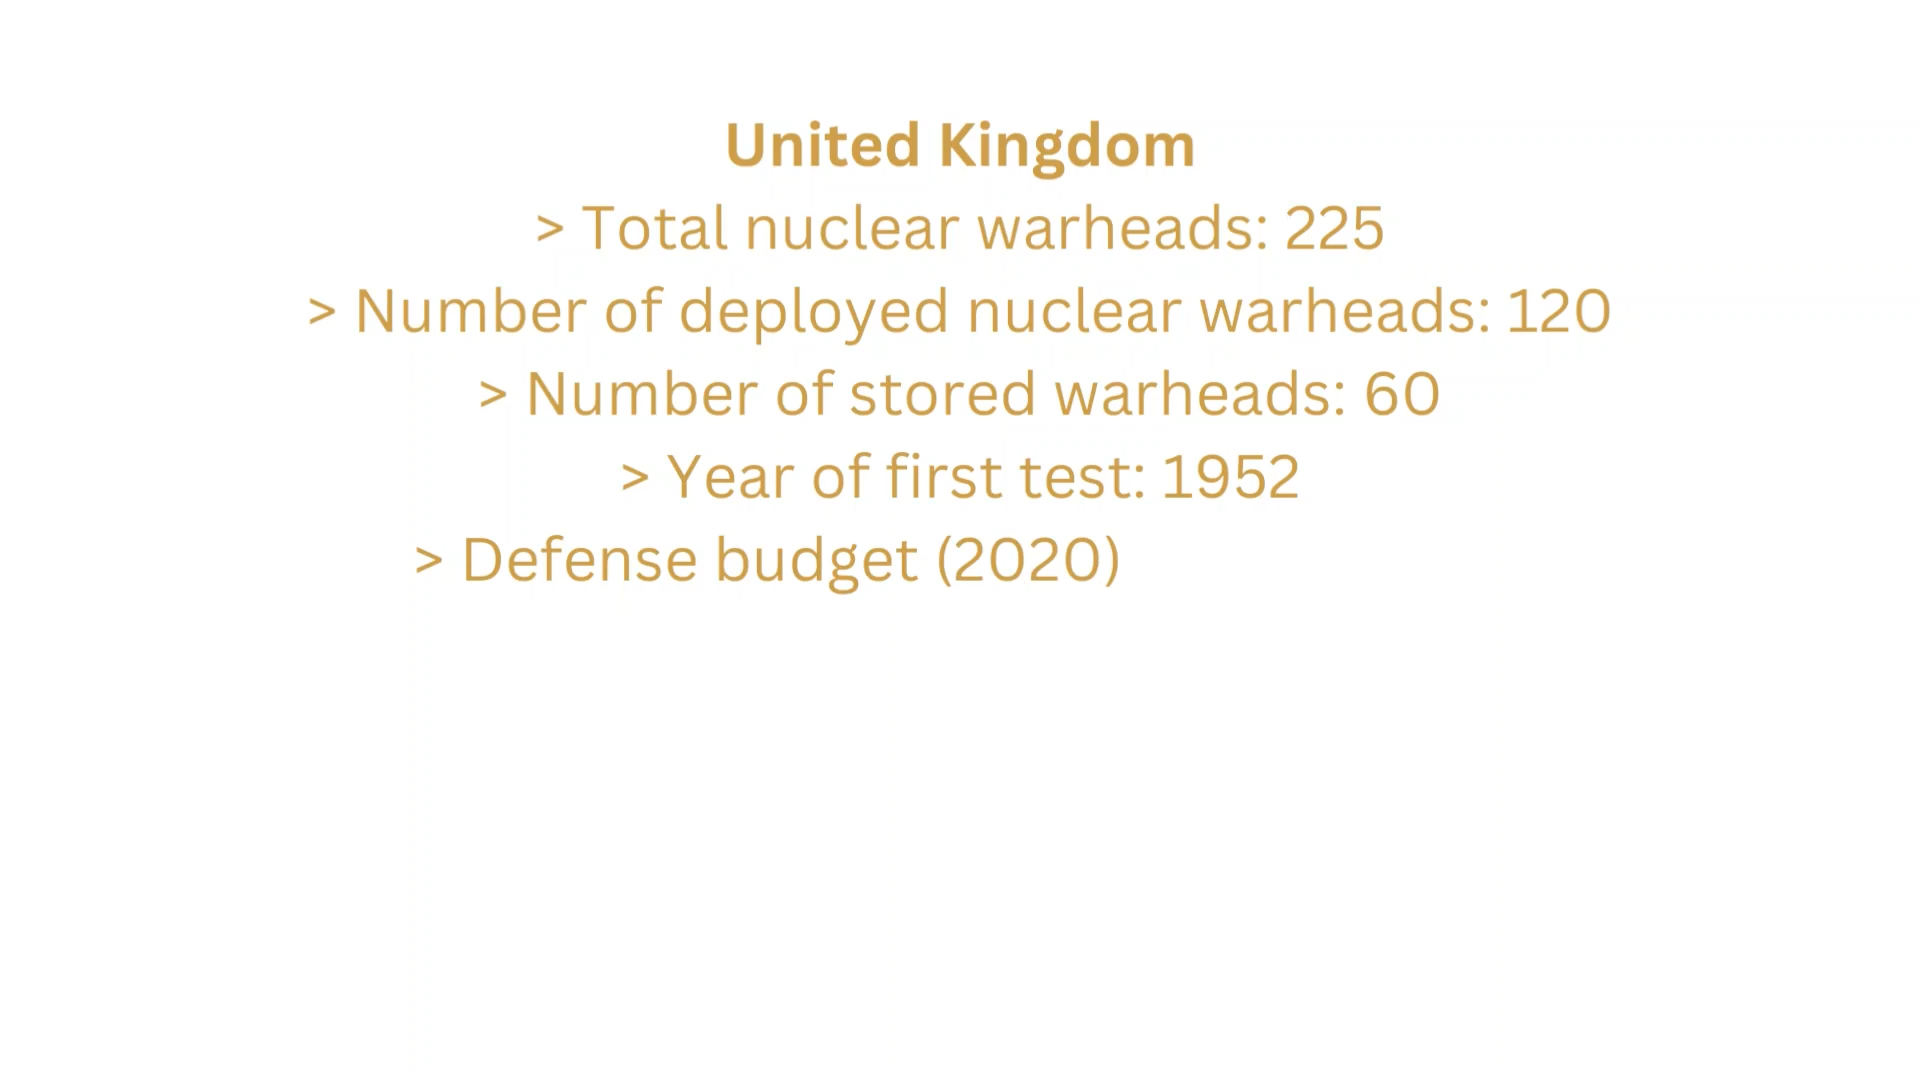 United Kingdom
> Total nuclear warheads: 225
> Number of deployed nuclear warheads: 120
> Number of stored warheads: 60
> Year of first test: 1952
> Defense budget (2020)